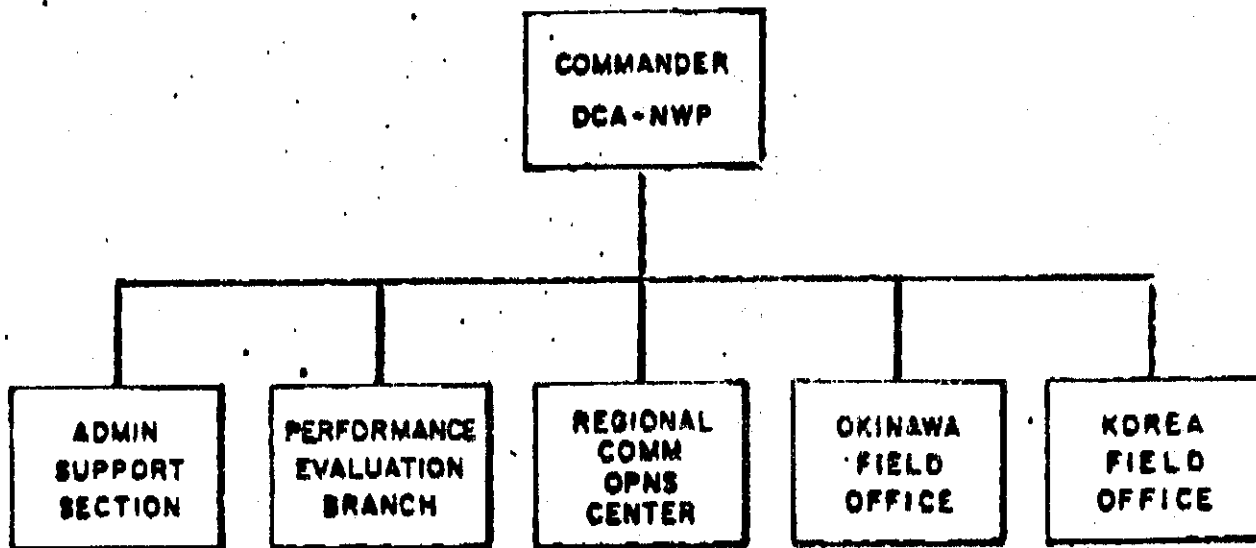 COMMANDER
DCA-NWP
ADMIN
SUPPORT
SECTION
PERFORMANCE
EVALUATION
BRANCH
REGIONAL
COMM
OPNS
CENTER
OKINAWA
FIELD
OFFICE
KOREA
FIELD
OFFICE